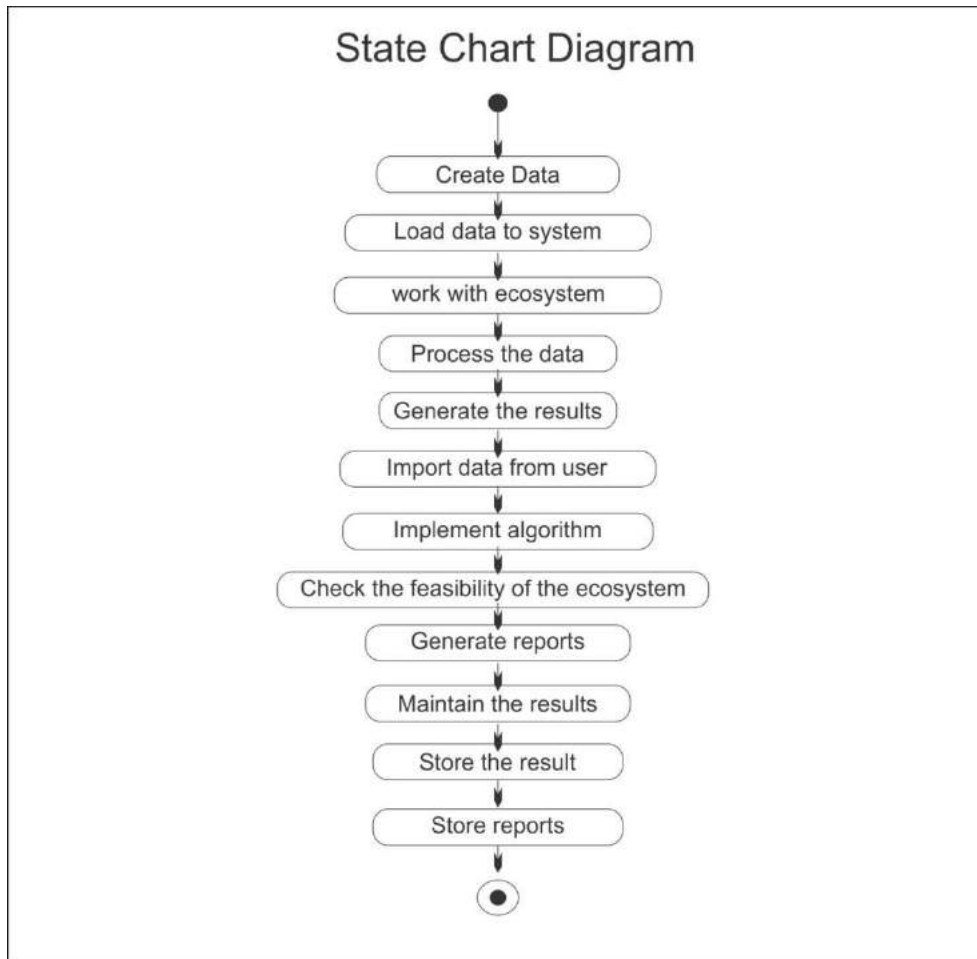 State Chart Diagram
Create Data
Load data to system
work with ecosystem
Process the data
Generate the results
Import data from user
Implement algorithm
Check the feasibility of the ecosystem
Generate reports
Maintain the results
Store the result
Store reports